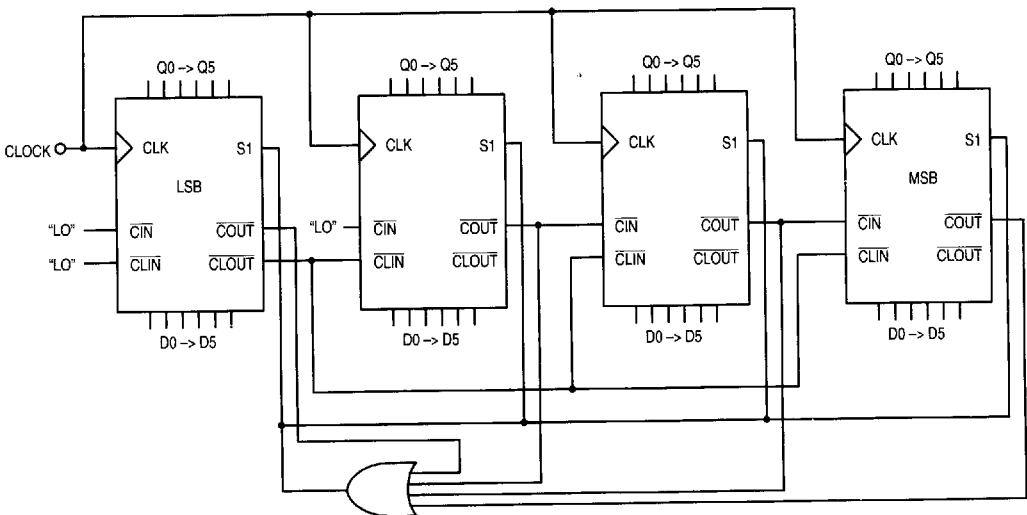 Q0 –> Q5
Q0 –> Q5
Q0 –> Q5
Q0 –> Q5
CLOCK
CLK
S1
LSB
"LO"
CIN
COUT
"LO"
CLIN
CLOUT
D0 –> D5
CLK
S1
"LO"
CIN
COUT
CLIN
CLOUT
D0 –> D5
CLK
S1
CIN
COUT
CLIN
CLOUT
D0 –> D5
CLK
S1
MSB
CIN
COUT
CLIN
CLOUT
D0 –> D5